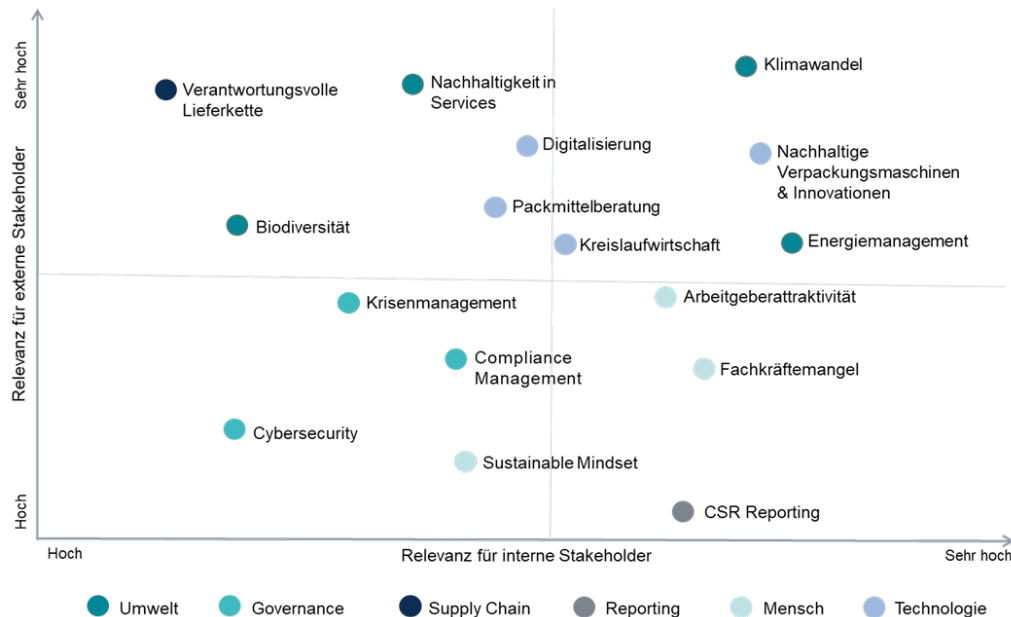 Sehr hoch
Relevanz für externe Stakeholder
Hoch
Verantwortungsvolle
Lieferkette
Nachhaltigkeit in
Services
Klimawandel
Digitalisierung
Nachhaltige
Verpackungsmaschinen
& Innovationen
Packmittelberatung
Biodiversität
Kreislaufwirtschaft
Energiemanagement
Krisenmanagement
Arbeitgeberattraktivität
Compliance
Management
Fachkräftemangel
Cybersecurity
Sustainable Mindset
CSR Reporting
Hoch
Relevanz für interne Stakeholder
Sehr hoch
Umwelt
Governance
Supply Chain
Reporting
Mensch
Technologie